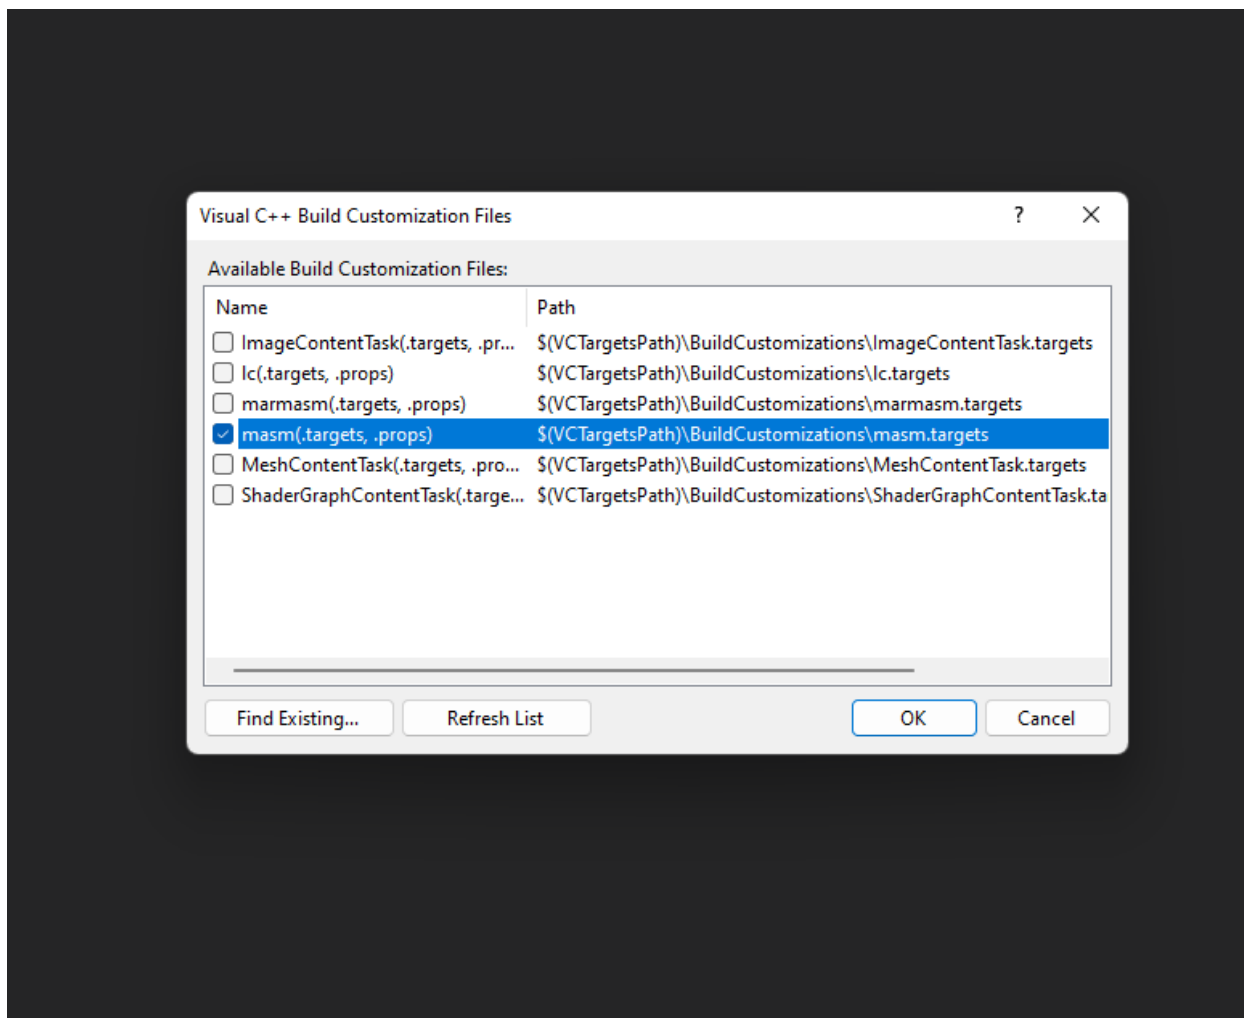 Visual C++ Build Customization Files ?
Available Build Customization Files:
Name Path
ImageContentTask(.targets, .pr... $(VCTargetsPath)\BuildCustomizations\ImageContentTask.targets
lc(.targets, .props) $(VCTargetsPath)\BuildCustomizations\lc.targets
marmasm(.targets, .props) $(VCTargetsPath)\BuildCustomizations\marmasm.targets
masm(.targets, .props) $(VCTargetsPath)\BuildCustomizations\masm.targets
MeshContentTask(.targets, .pro... $(VCTargetsPath)\BuildCustomizations\MeshContentTask.targets
ShaderGraphContentTask(.targe... $(VCTargetsPath)\BuildCustomizations\ShaderGraphContentTask.ta
Find Existing... Refresh List OK Cancel